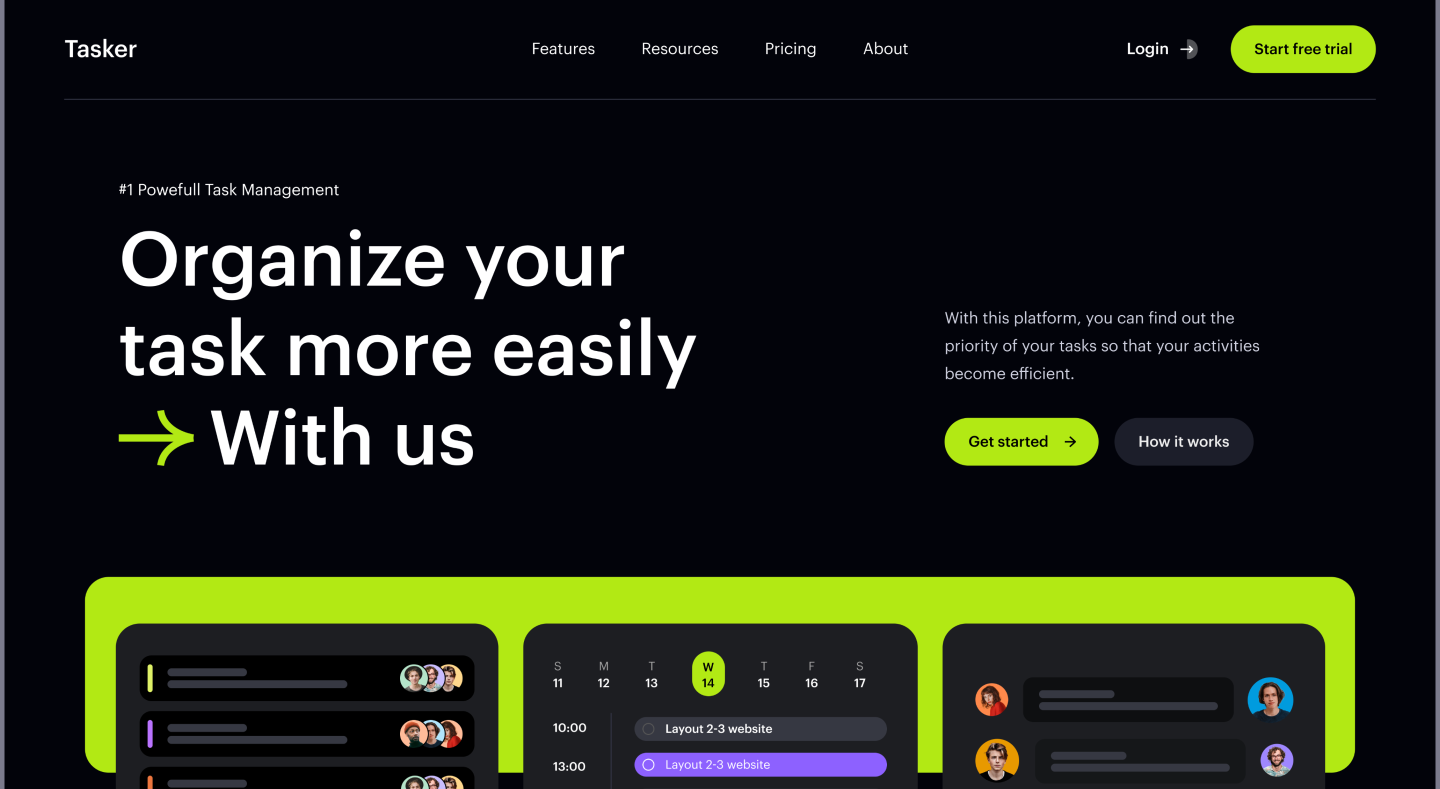 Tasker
Features Resources Pricing About
Login
Start free trial
#1 Powefull Task Management
Organize your
task more easily
With us
With this platform, you can find out the
priority of your tasks so that your activities
become efficient.
Get started
How it works
S M T W T F S
11 12 13 14 15 16 17
10:00 Layout 2-3 website
13:00 Layout 2-3 website